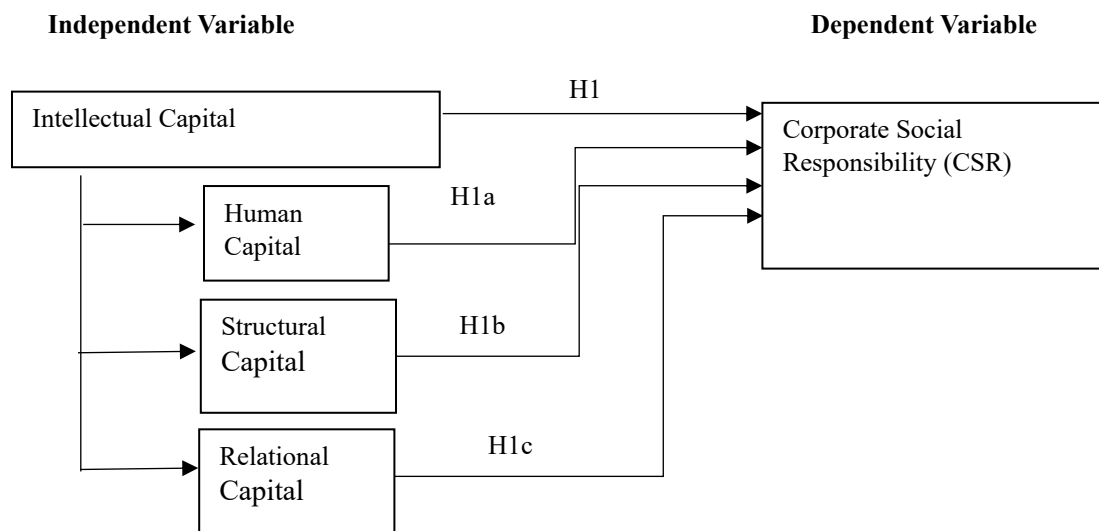 Independent Variable
Dependent Variable
H1
Intellectual Capital
Corporate Social
Responsibility (CSR)
H1a
Human
Capital
H1b
Structural
Capital
H1c
Relational
Capital